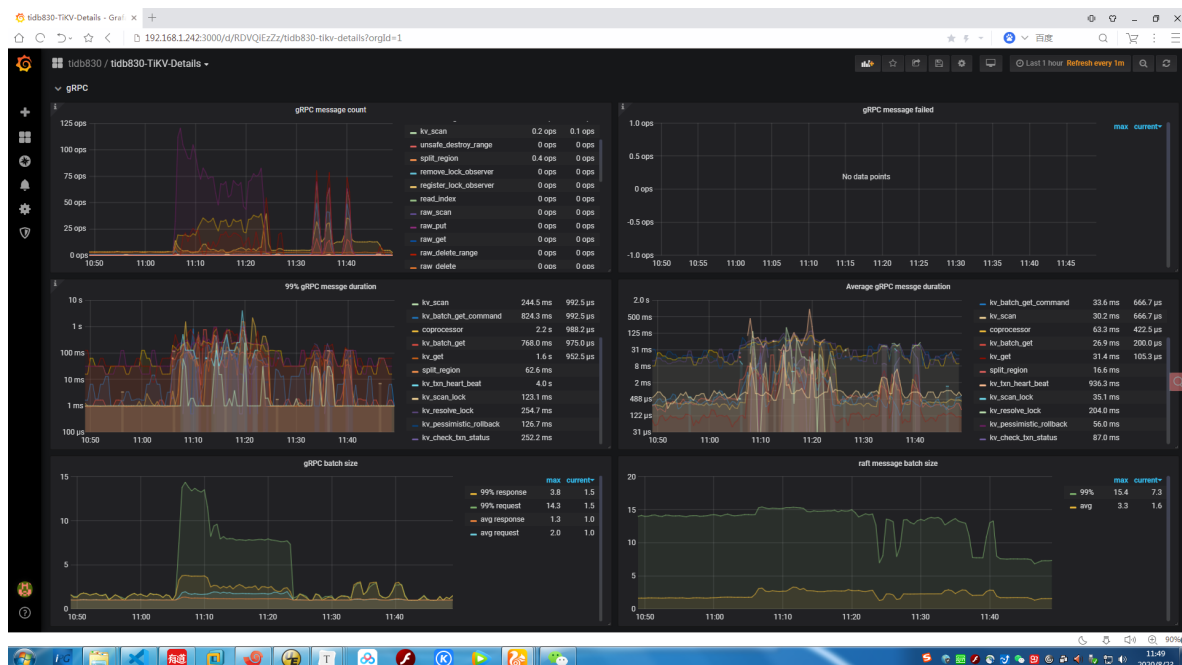 tidb830-TiKV-Details - Graf
192.168.1.242:3000/d/RDVQIEzZz/tidb830-tikv-details?orgId=1
百度
tidb830 / tidb830-TiKV-Details
Last 1 hour Refresh every 1m
gRPC
gRPC message count
125 ops
100 ops
75 ops
50 ops
25 ops
0 ops
10:50 11:00 11:10 11:20 11:30 11:40
kv_scan 0.2 ops 0.1 ops
unsafe_destroy_range 0 ops 0 ops
split_region 0.4 ops 0 ops
remove_lock_observer 0 ops 0 ops
register_lock_observer 0 ops 0 ops
read_index 0 ops 0 ops
raw_scan 0 ops 0 ops
raw_put 0 ops 0 ops
raw_get 0 ops 0 ops
raw_delete_range 0 ops 0 ops
raw_delete 0 ops 0 ops
gRPC message failed
max current
1.0 ops
0.5 ops
0 ops
-0.5 ops
-1.0 ops
No data points
10:50 10:55 11:00 11:05 11:10 11:15 11:20 11:25 11:30 11:35 11:40 11:45
99% gRPC messge duration
10 s
1 s
100 ms
10 ms
1 ms
100 µs
10:50 11:00 11:10 11:20 11:30 11:40
kv_scan 244.5 ms 992.5 µs
kv_batch_get_command 824.3 ms 992.5 µs
coprocessor 2.2 s 988.2 µs
kv_batch_get 768.0 ms 975.0 µs
kv_get 1.6 s 952.5 µs
split_region 62.6 ms
kv_txn_heart_beat 4.0 s
kv_scan_lock 123.1 ms
kv_resolve_lock 254.7 ms
kv_pessimistic_rollback 126.7 ms
kv_check_txn_status 252.2 ms
Average gRPC messge duration
2.0 s
500 ms
125 ms
31 ms
8 ms
2 ms
488 µs
122 µs
31 µs
10:50 11:00 11:10 11:20 11:30 11:40
kv_batch_get_command 33.6 ms 666.7 µs
kv_scan 30.2 ms 666.7 µs
coprocessor 63.3 ms 422.5 µs
kv_batch_get 26.9 ms 200.0 µs
kv_get 31.4 ms 105.3 µs
split_region 16.6 ms
kv_txn_heart_beat 936.3 ms
kv_scan_lock 35.1 ms
kv_resolve_lock 204.0 ms
kv_pessimistic_rollback 56.0 ms
kv_check_txn_status 87.0 ms
gRPC batch size
15
10
5
0
10:50 11:00 11:10 11:20 11:30 11:40
max current
99% response 3.8 1.5
99% request 14.3 1.5
avg response 1.3 1.0
avg request 2.0 1.0
raft message batch size
20
15
10
5
0
10:50 11:00 11:10 11:20 11:30 11:40
max current
99% 15.4 7.3
avg 3.3 1.6
90%
有道
T
11:49